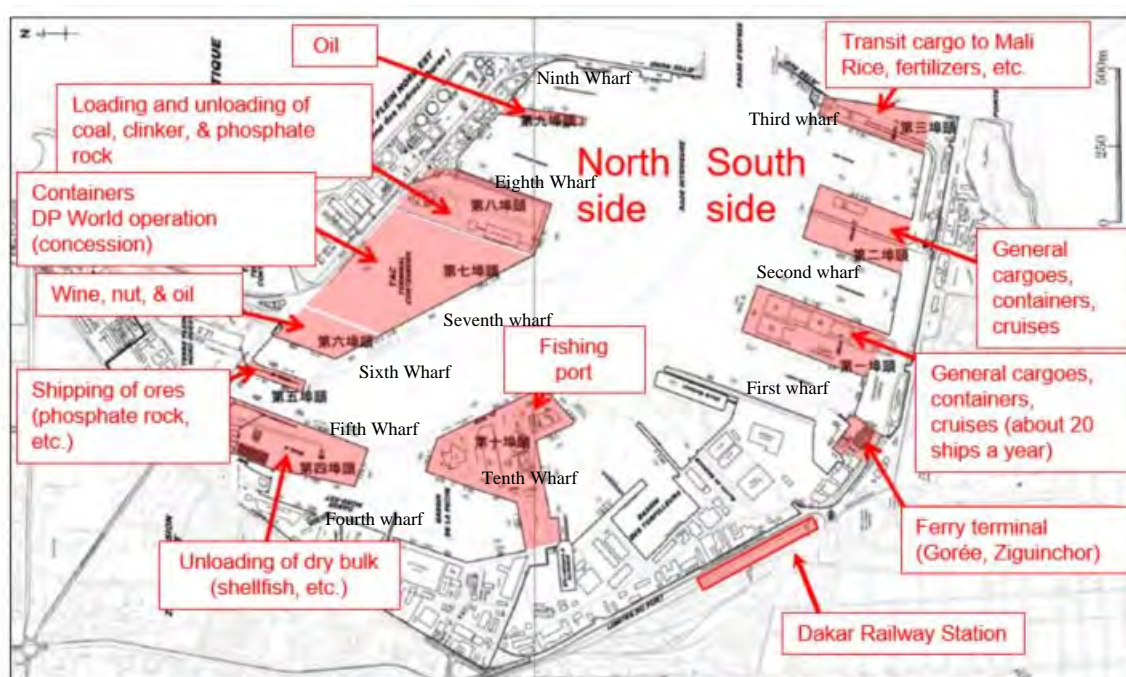 N
Oil
Transit cargo to Mali
Rice, fertilizers, etc.
500m
250
0
Ninth Wharf
第九埠頭
Third wharf
第三埠頭
Loading and unloading of
coal, clinker, & phosphate
rock
North
side
South
side
Eighth Wharf
第八埠頭
Containers
DP World operation
(concession)
第七埠頭
第二埠頭
General
cargoes,
containers,
cruises
Second wharf
Wine, nut, & oil
Seventh wharf
第六埠頭
Fishing
port
Sixth Wharf
第一埠頭
First wharf
General cargoes,
containers,
cruises (about 20
ships a year)
Shipping of ores
(phosphate rock,
etc.)
第五埠頭
Fifth Wharf
第四埠頭
第十埠頭
Tenth Wharf
Fourth wharf
Unloading of dry bulk
(shellfish, etc.)
Ferry terminal
(Gorée, Ziguinchor)
LIMITES DU PORT
Dakar Railway Station